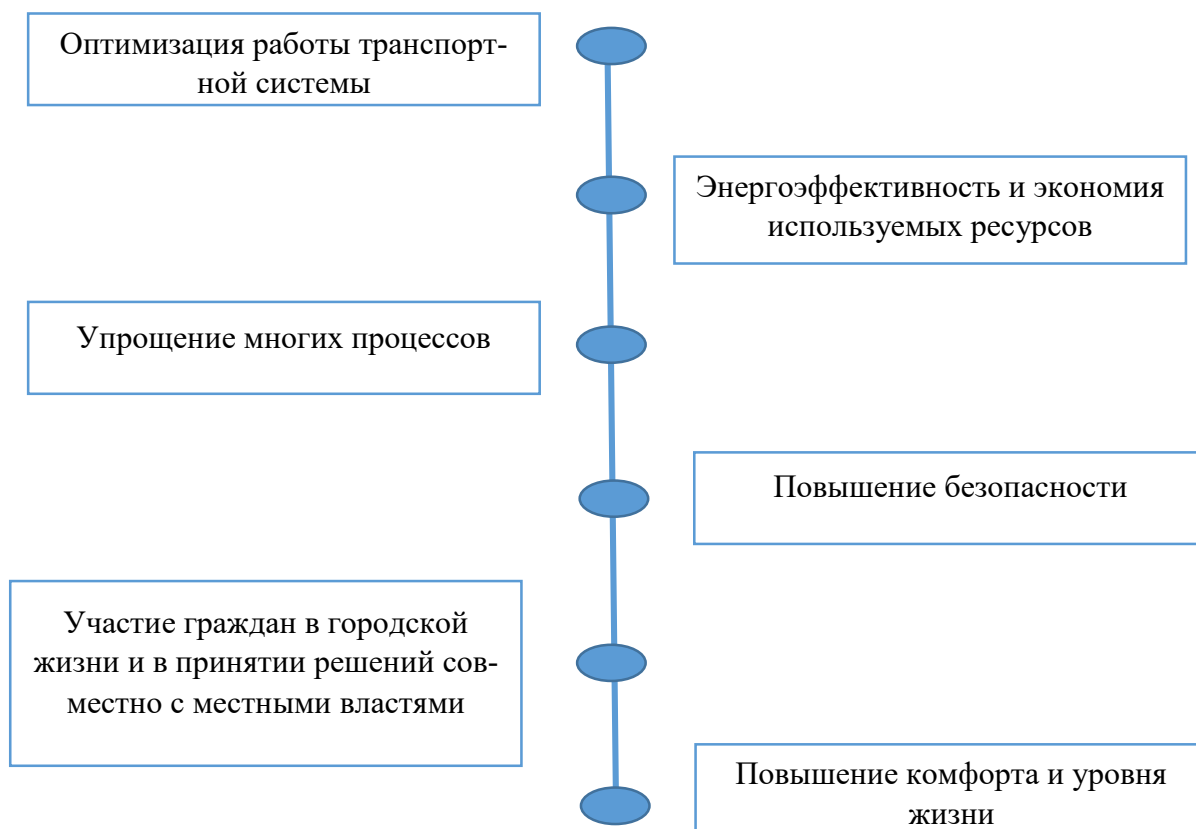 Оптимизация работы транспорт-
ной системы
Энергоэффективность и экономия
используемых ресурсов
Упрощение многих процессов
Повышение безопасности
Участие граждан в городской
жизни и в принятии решений сов-
местно с местными властями
Повышение комфорта и уровня
жизни